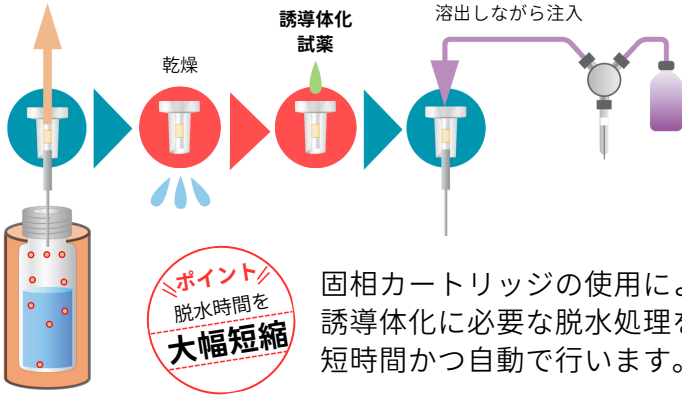 誘導体化
試薬
溶出しながら注入
乾燥
ポイント
脱水時間を
大幅短縮
固相カートリッジの使用によ
誘導体化に必要な脱水処理を
短時間かつ自動で行います。